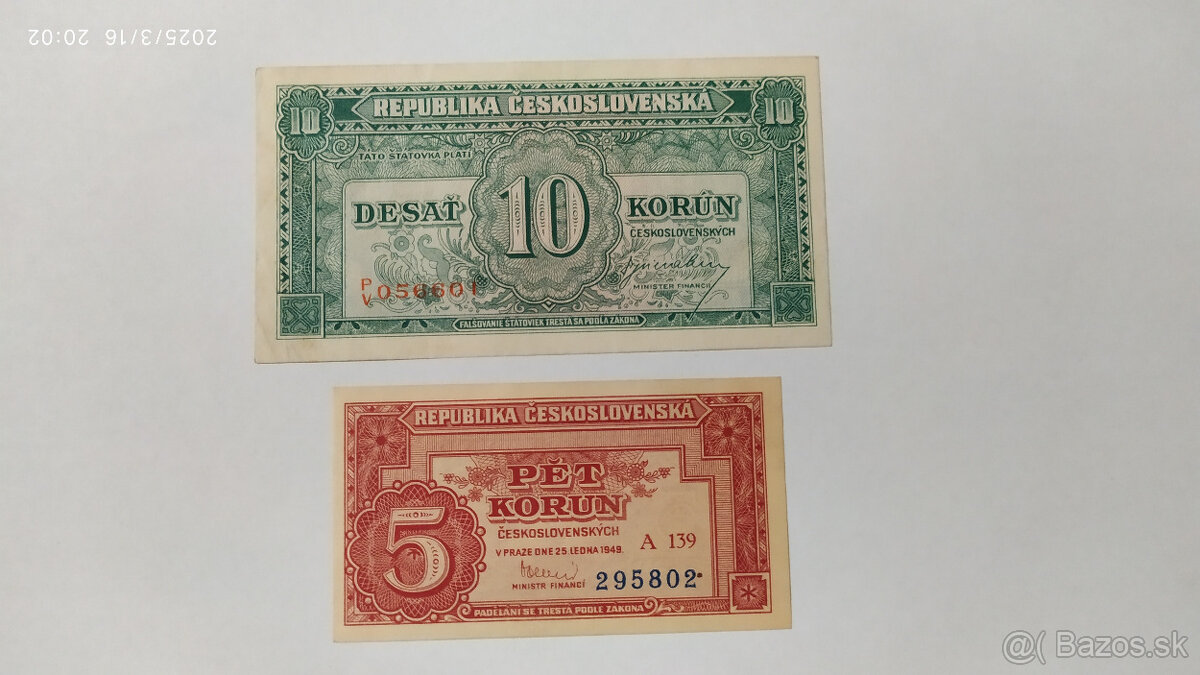 2025/3/16 20:02
REPUBLIKA ČESKOSLOVENSKÁ
10 10
TÁTO ŠTÁTOVKA PLATÍ
DESAŤ 10 KORÚN
ČESKOSLOVENSKÝCH
MINISTER FINANCIÍ
P/V 056601
FALŠOVANIE ŠTÁTOVIEK TRESTÁ SA PODĽA ZÁKONA
REPUBLIKA ČESKOSLOVENSKÁ
PĚT
KORUN
5
ČESKOSLOVENSKÝCH
V PRAZE DNE 25. LEDNA 1949.
A 139
MINISTR FINANCÍ
295802
PADĚLÁNÍ SE TRESTÁ PODLE ZÁKONA
@( Bazos.sk